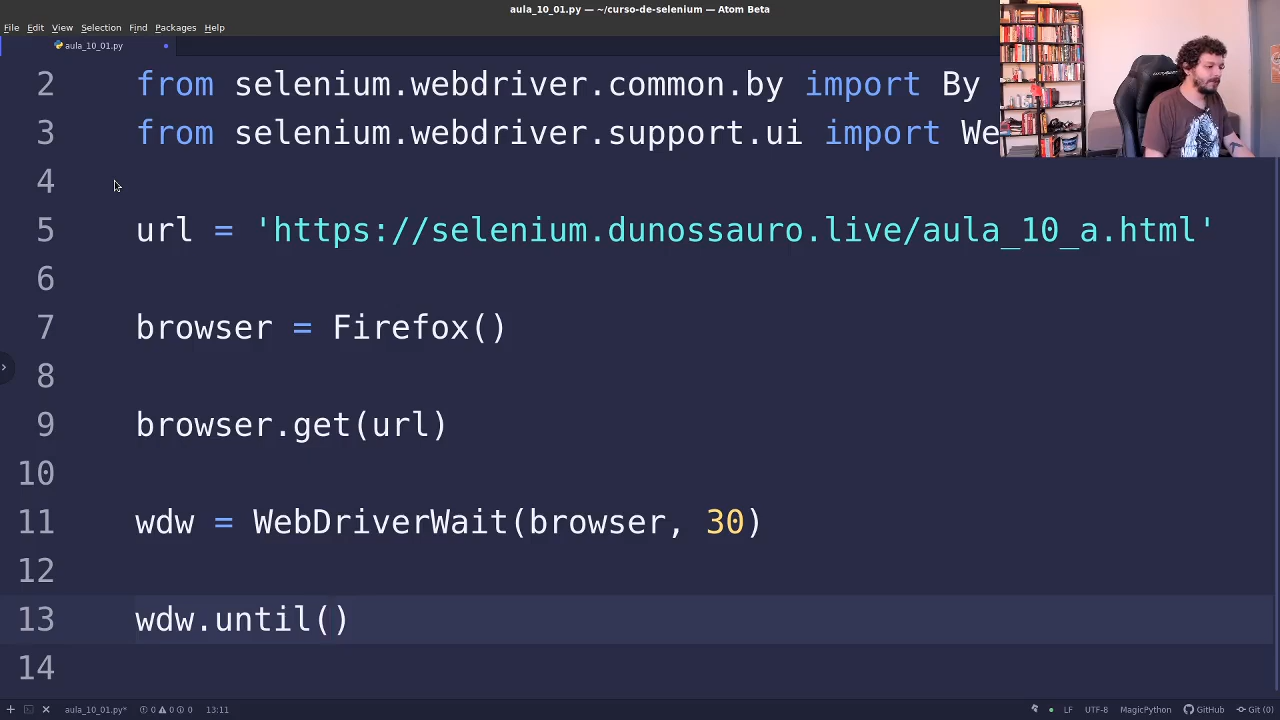 aula_10_01.py — ~/curso-de-selenium — Atom Beta
File Edit View Selection Find Packages Help
aula_10_01.py
2 from selenium.webdriver.common.by import By
3 from selenium.webdriver.support.ui import We
4
5 url = 'https://selenium.dunossauro.live/aula_10_a.html'
6
7 browser = Firefox()
8
9 browser.get(url)
10
11 wdw = WebDriverWait(browser, 30)
12
13 wdw.until()
14
aula_10_01.py* 0 0 0 13:11 LF UTF-8 MagicPython GitHub Git (0)